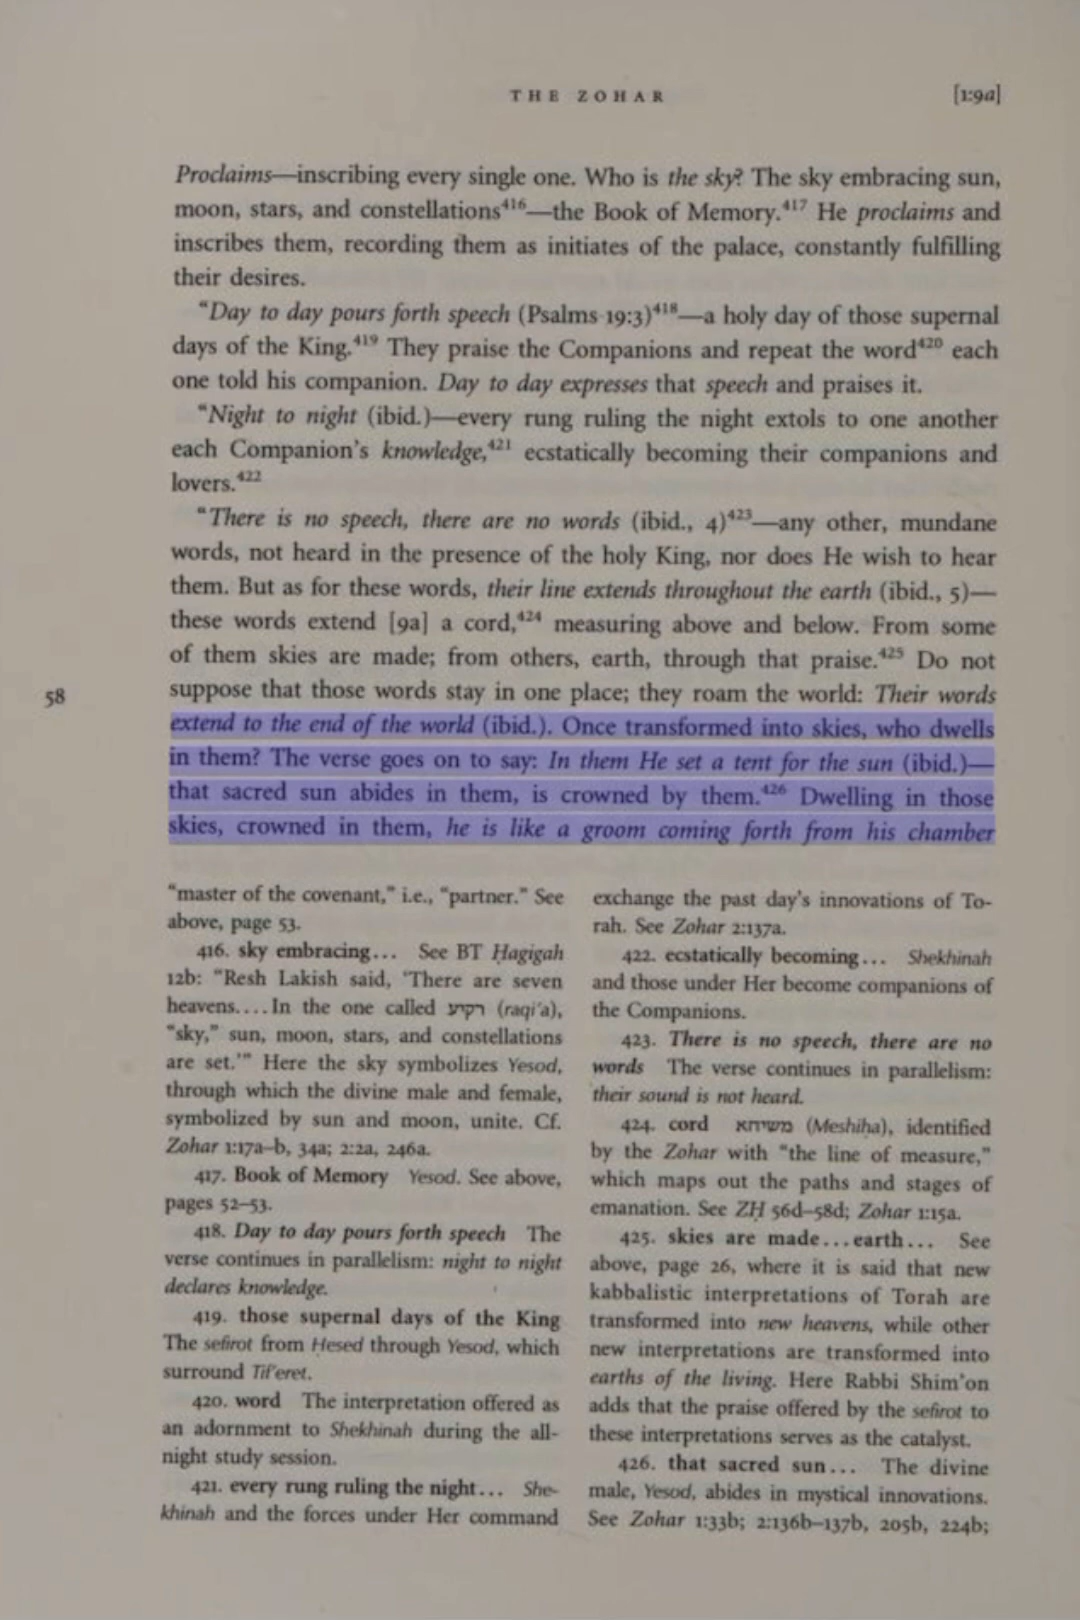 THE ZOHAR [1:9a]
Proclaims—inscribing every single one. Who is the sky? The sky embracing sun,
moon, stars, and constellations⁴¹⁶—the Book of Memory.⁴¹⁷ He proclaims and
inscribes them, recording them as initiates of the palace, constantly fulfilling
their desires.
"Day to day pours forth speech (Psalms 19:3)⁴¹⁸—a holy day of those supernal
days of the King.⁴¹⁹ They praise the Companions and repeat the word⁴²⁰ each
one told his companion. Day to day expresses that speech and praises it.
"Night to night (ibid.)—every rung ruling the night extols to one another
each Companion's knowledge,⁴²¹ ecstatically becoming their companions and
lovers.⁴²²
"There is no speech, there are no words (ibid., 4)⁴²³—any other, mundane
words, not heard in the presence of the holy King, nor does He wish to hear
them. But as for these words, their line extends throughout the earth (ibid., 5)—
these words extend [9a] a cord,⁴²⁴ measuring above and below. From some
of them skies are made; from others, earth, through that praise.⁴²⁵ Do not
suppose that those words stay in one place; they roam the world: Their words
extend to the end of the world (ibid.). Once transformed into skies, who dwells
in them? The verse goes on to say: In them He set a tent for the sun (ibid.)—
that sacred sun abides in them, is crowned by them.⁴²⁶ Dwelling in those
skies, crowned in them, he is like a groom coming forth from his chamber
58
"master of the covenant," i.e., "partner." See
above, page 53.
416. sky embracing... See BT Ḥagigah
12b: "Resh Lakish said, 'There are seven
heavens.... In the one called רקיע (raqi'a),
"sky," sun, moon, stars, and constellations
are set.'" Here the sky symbolizes Yesod,
through which the divine male and female,
symbolized by sun and moon, unite. Cf.
Zohar 1:17a–b, 34a; 2:2a, 246a.
417. Book of Memory Yesod. See above,
pages 52–53.
418. Day to day pours forth speech The
verse continues in parallelism: night to night
declares knowledge.
419. those supernal days of the King
The sefirot from Ḥesed through Yesod, which
surround Tif'eret.
420. word The interpretation offered as
an adornment to Shekhinah during the all-
night study session.
421. every rung ruling the night... She-
khinah and the forces under Her command
exchange the past day's innovations of To-
rah. See Zohar 2:137a.
422. ecstatically becoming... Shekhinah
and those under Her become companions of
the Companions.
423. There is no speech, there are no
words The verse continues in parallelism:
their sound is not heard.
424. cord משיחא (Meshiḥa), identified
by the Zohar with "the line of measure,"
which maps out the paths and stages of
emanation. See ZḤ 56d–58d; Zohar 1:15a.
425. skies are made...earth... See
above, page 26, where it is said that new
kabbalistic interpretations of Torah are
transformed into new heavens, while other
new interpretations are transformed into
earths of the living. Here Rabbi Shim'on
adds that the praise offered by the sefirot to
these interpretations serves as the catalyst.
426. that sacred sun... The divine
male, Yesod, abides in mystical innovations.
See Zohar 1:33b; 2:136b–137b, 205b, 224b;